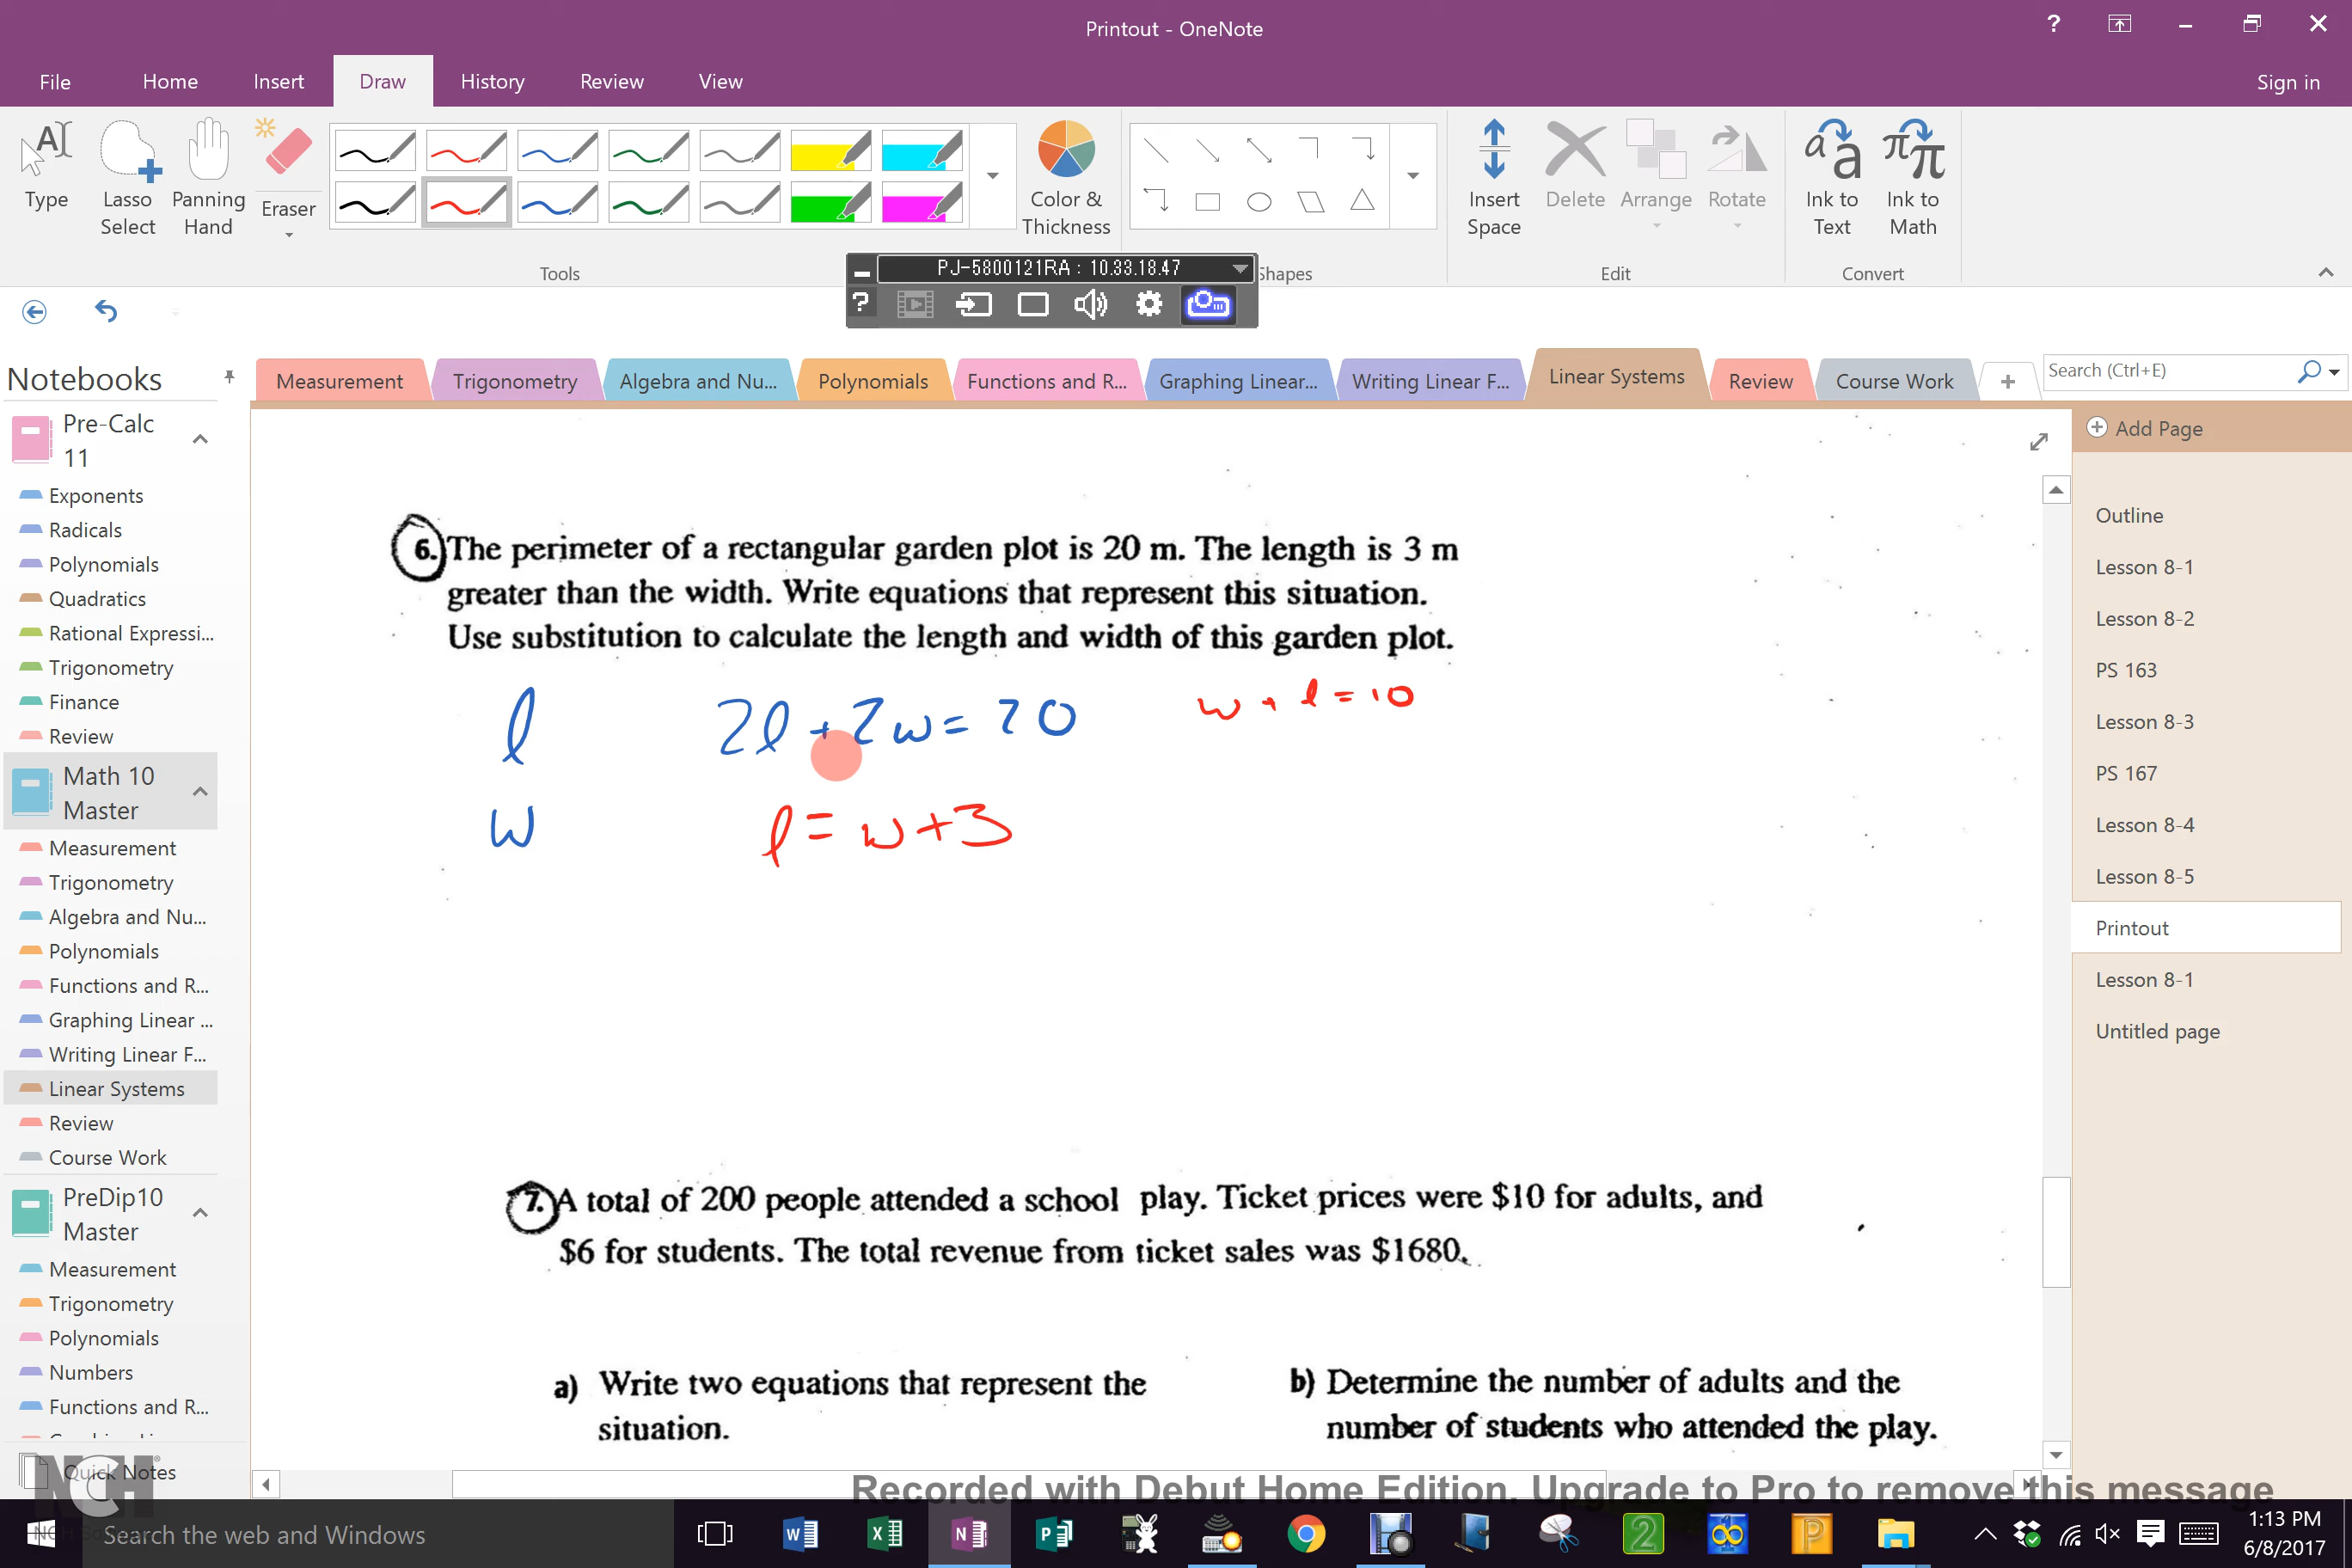 Printout - OneNote
?
File Home Insert Draw History Review View Sign in
Type
Lasso Select
Panning Hand
Eraser
Color & Thickness
Insert Space
Delete
Arrange
Rotate
Ink to Text
Ink to Math
Tools
Shapes
Edit
Convert
PJ-5800121RA : 10.33.18.47
?
Notebooks
Measurement Trigonometry Algebra and Nu... Polynomials Functions and R... Graphing Linear... Writing Linear F... Linear Systems Review Course Work +
Search (Ctrl+E)
Pre-Calc 11
Exponents
Radicals
Polynomials
Quadratics
Rational Expressi...
Trigonometry
Finance
Review
Math 10 Master
Measurement
Trigonometry
Algebra and Nu...
Polynomials
Functions and R...
Graphing Linear ...
Writing Linear F...
Linear Systems
Review
Course Work
PreDip10 Master
Measurement
Trigonometry
Polynomials
Numbers
Functions and R...
Quick Notes
6. The perimeter of a rectangular garden plot is 20 m. The length is 3 m
greater than the width. Write equations that represent this situation.
Use substitution to calculate the length and width of this garden plot.
l 2l + 2w = 20 w + l = 10
w l = w + 3
7. A total of 200 people attended a school play. Ticket prices were $10 for adults, and
$6 for students. The total revenue from ticket sales was $1680.
a) Write two equations that represent the
situation.
b) Determine the number of adults and the
number of students who attended the play.
Add Page
Outline
Lesson 8-1
Lesson 8-2
PS 163
Lesson 8-3
PS 167
Lesson 8-4
Lesson 8-5
Printout
Lesson 8-1
Untitled page
Recorded with Debut Home Edition. Upgrade to Pro to remove this message
NCH
Search the web and Windows
1:13 PM
6/8/2017